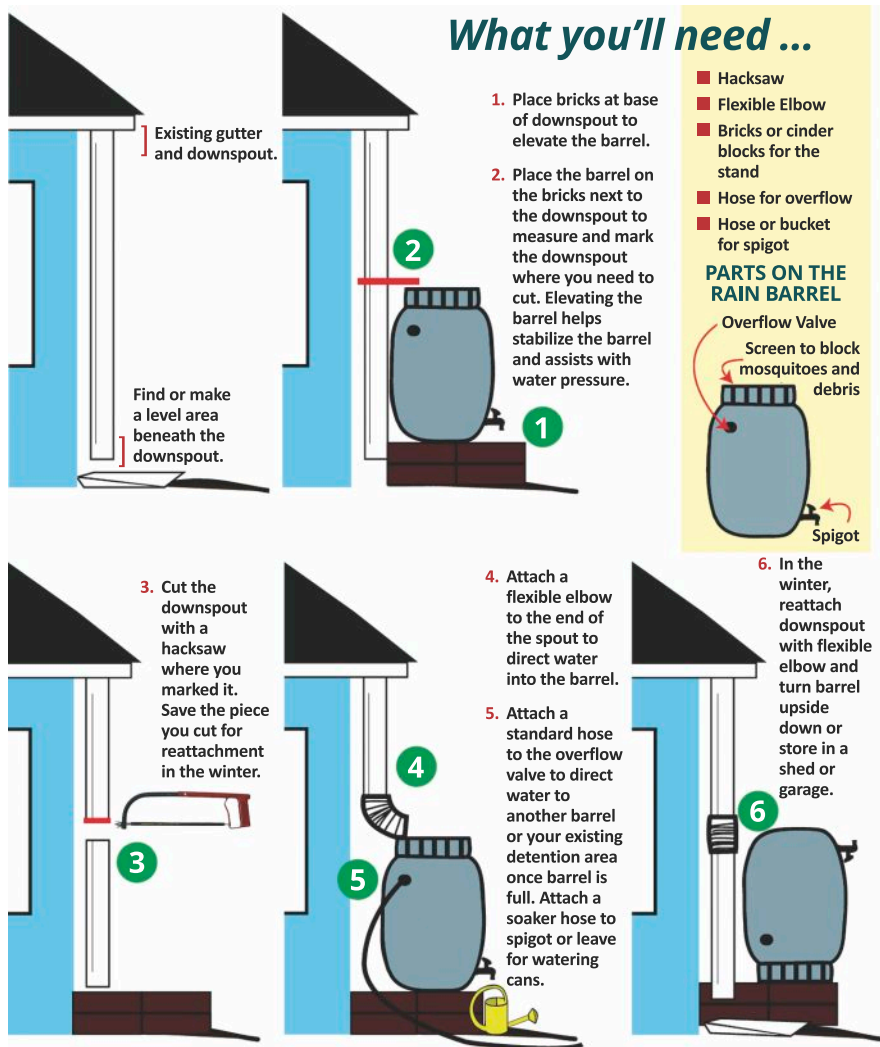 What you'll need ...
Hacksaw
Flexible Elbow
Bricks or cinder
blocks for the
stand
Hose for overflow
Hose or bucket
for spigot
PARTS ON THE
RAIN BARREL
Overflow Valve
Screen to block
mosquitoes and
debris
Spigot
Existing gutter
and downspout.
Find or make
a level area
beneath the
downspout.
1. Place bricks at base
of downspout to
elevate the barrel.
2. Place the barrel on
the bricks next to
the downspout to
measure and mark
the downspout
where you need to
cut. Elevating the
barrel helps
stabilize the barrel
and assists with
water pressure.
2
1
3. Cut the
downspout
with a
hacksaw
where you
marked it.
Save the piece
you cut for
reattachment
in the winter.
3
4. Attach a
flexible elbow
to the end of
the spout to
direct water
into the barrel.
5. Attach a
standard hose
to the overflow
valve to direct
water to
another barrel
or your existing
detention area
once barrel is
full. Attach a
soaker hose to
spigot or leave
for watering
cans.
4
5
6. In the
winter,
reattach
downspout
with flexible
elbow and
turn barrel
upside
down or
store in a
shed or
garage.
6